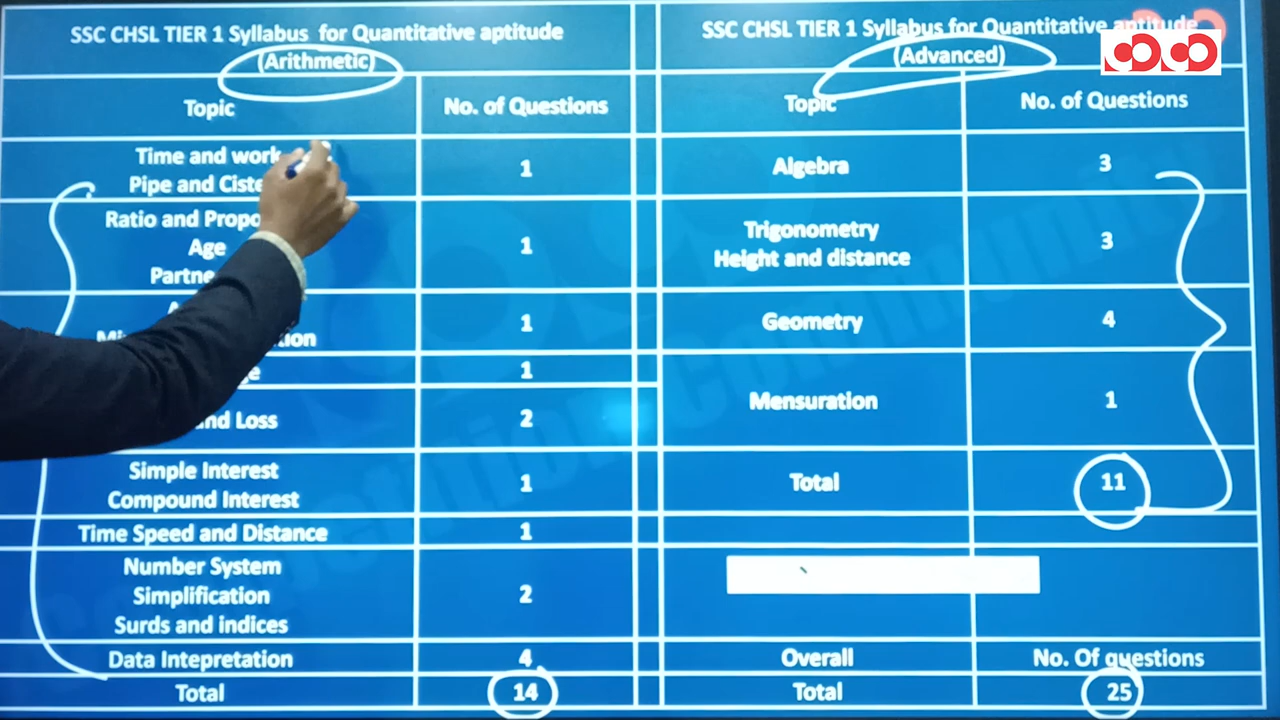 SSC CHSL TIER 1 Syllabus for Quantitative aptitude
(Arithmetic)
Topic No. of Questions
Time and work
Pipe and Ciste
1
Ratio and Propo
Age
Partne
1
ion
1
1
nd Loss
2
Simple Interest
Compound Interest
1
Time Speed and Distance 1
Number System
Simplification
Surds and indices
2
Data Intepretation 4
Total 14
SSC CHSL TIER 1 Syllabus for Quantitative aptitude
(Advanced)
Topic No. of Questions
Algebra 3
Trigonometry
Height and distance
3
Geometry 4
Mensuration 1
Total 11
Overall No. Of questions
Total 25